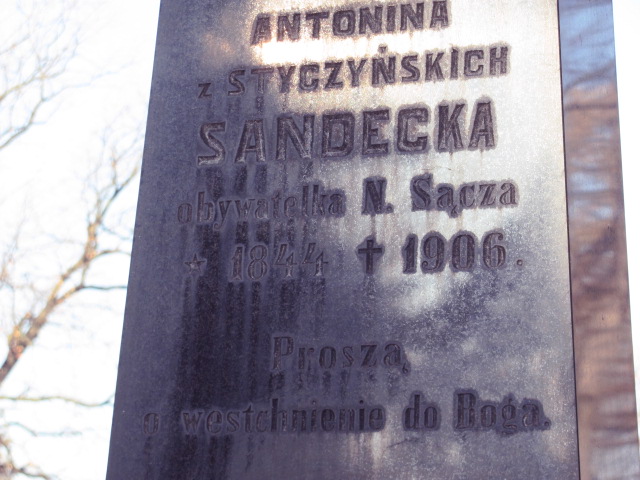 ANTONINA
z STYCZYŃSKICH
SANDECKA
obywatelka N. Sącza
* 1844 ✝ 1906.
Proszą
o westchnienie do Boga.